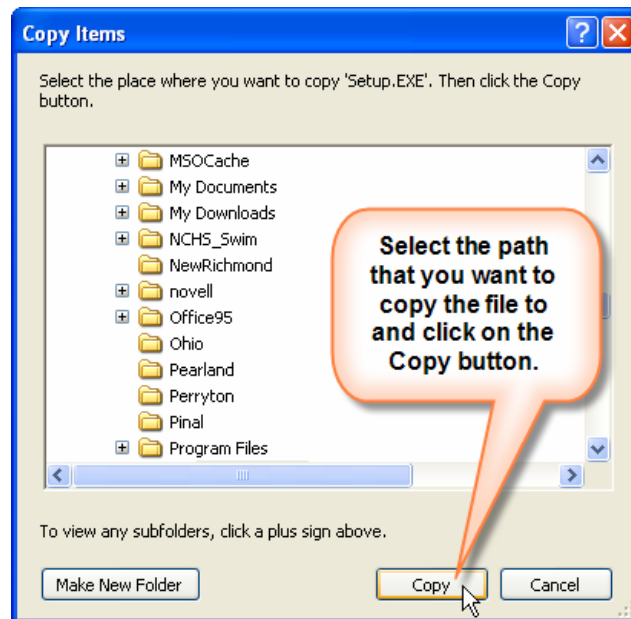 Copy Items
Select the place where you want to copy 'Setup.EXE'. Then click the Copy
button.
MSOCache
My Documents
My Downloads
NCHS_Swim
NewRichmond
novell
Office95
Ohio
Pearland
Perryton
Pinal
Program Files
Select the path
that you want to
copy the file to
and click on the
Copy button.
To view any subfolders, click a plus sign above.
Make New Folder
Copy
Cancel